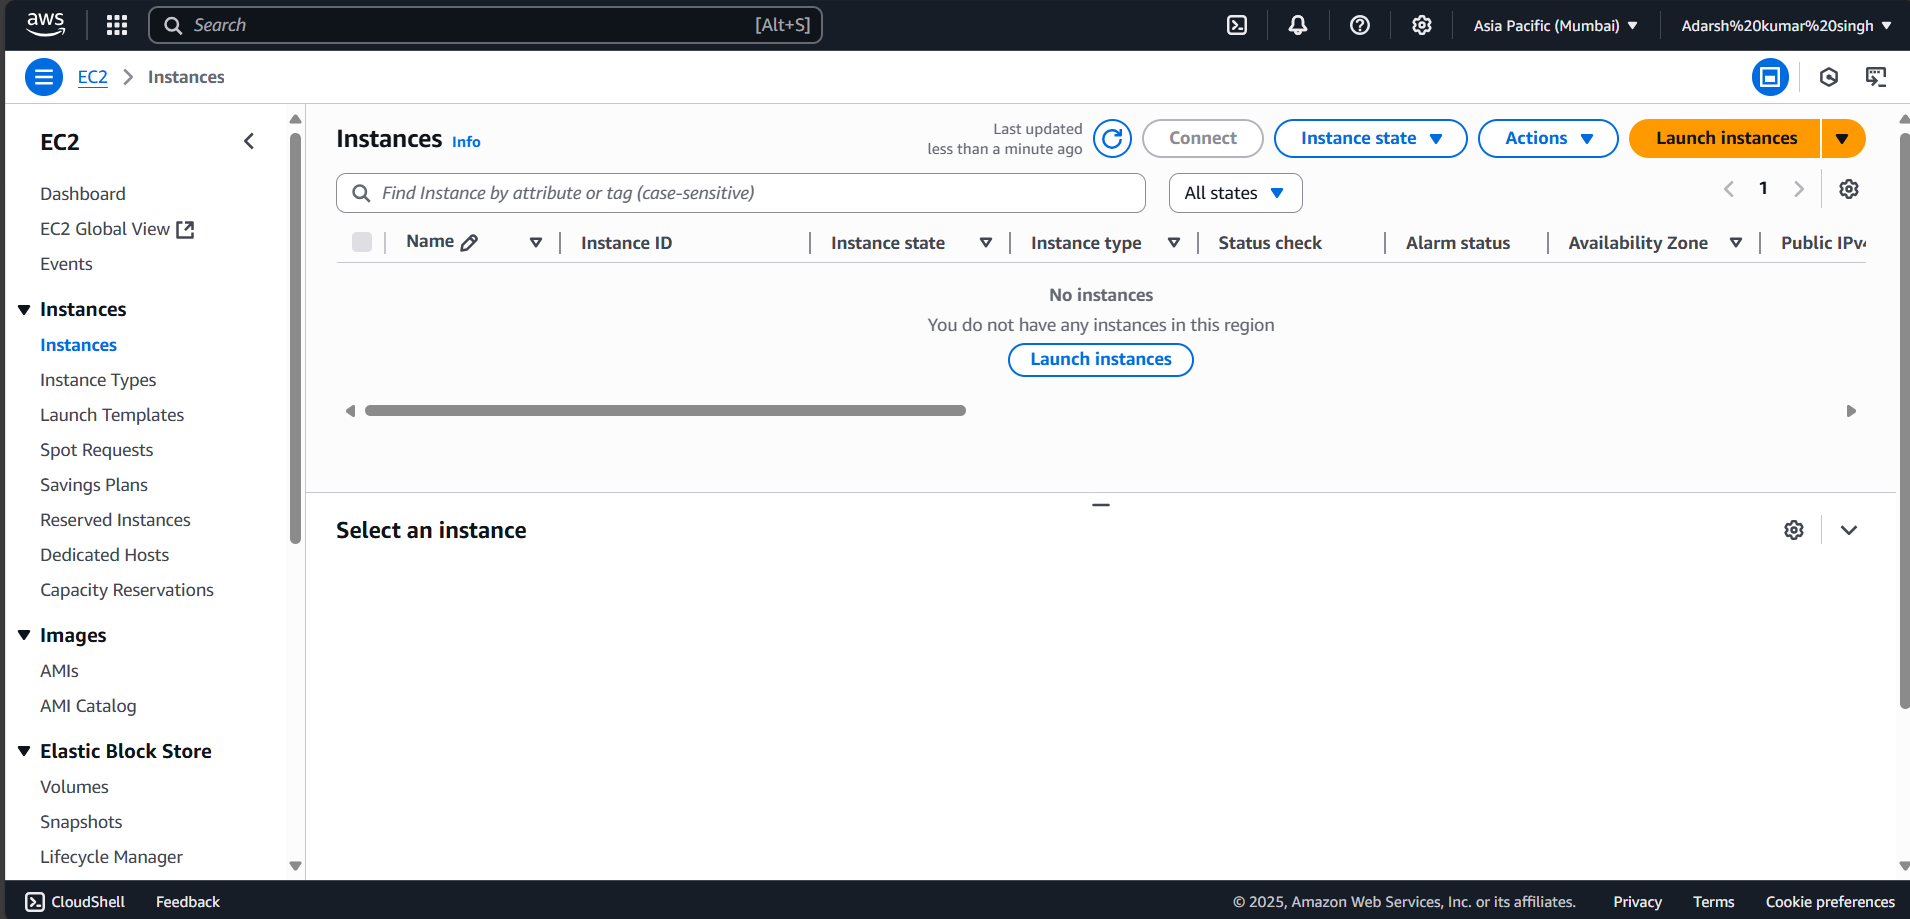 aws
Search [Alt+S]
Asia Pacific (Mumbai)
Adarsh%20kumar%20singh
EC2 > Instances
EC2
Dashboard
EC2 Global View
Events
Instances
Instances
Instance Types
Launch Templates
Spot Requests
Savings Plans
Reserved Instances
Dedicated Hosts
Capacity Reservations
Images
AMIs
AMI Catalog
Elastic Block Store
Volumes
Snapshots
Lifecycle Manager
Instances Info
Last updated
less than a minute ago
Connect
Instance state
Actions
Launch instances
Find Instance by attribute or tag (case-sensitive)
All states
1
Name Instance ID Instance state Instance type Status check Alarm status Availability Zone Public IPv4
No instances
You do not have any instances in this region
Launch instances
Select an instance
CloudShell Feedback
© 2025, Amazon Web Services, Inc. or its affiliates. Privacy Terms Cookie preferences